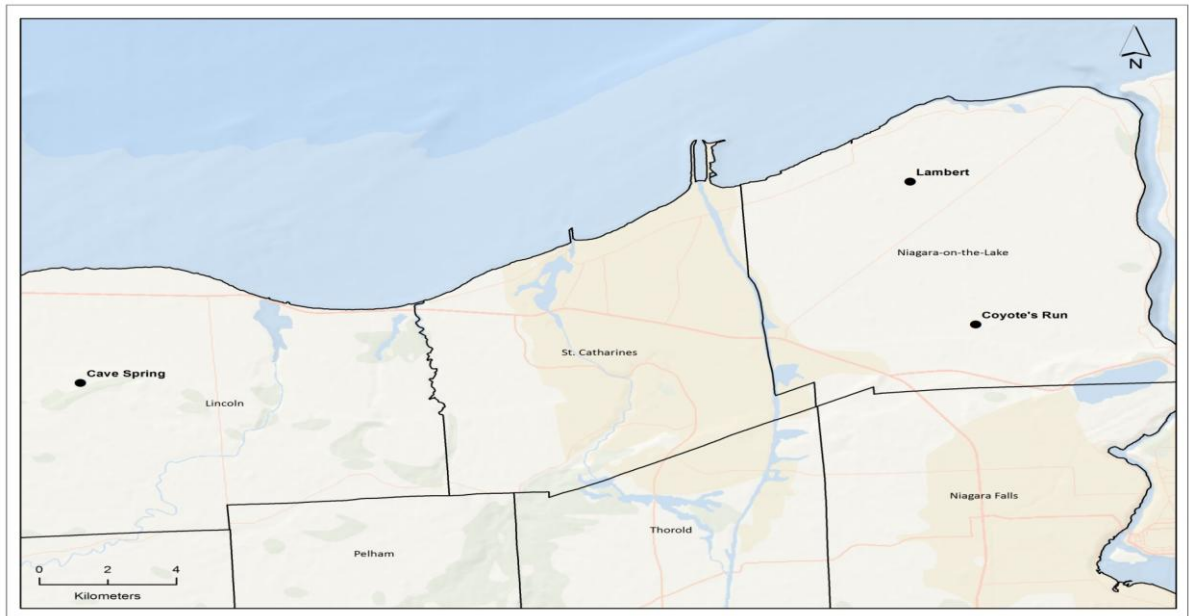 N
Lambert
Niagara-on-the-Lake
Coyote's Run
St. Catharines
Cave Spring
Lincoln
Niagara Falls
Thorold
Pelham
0 2 4
Kilometers